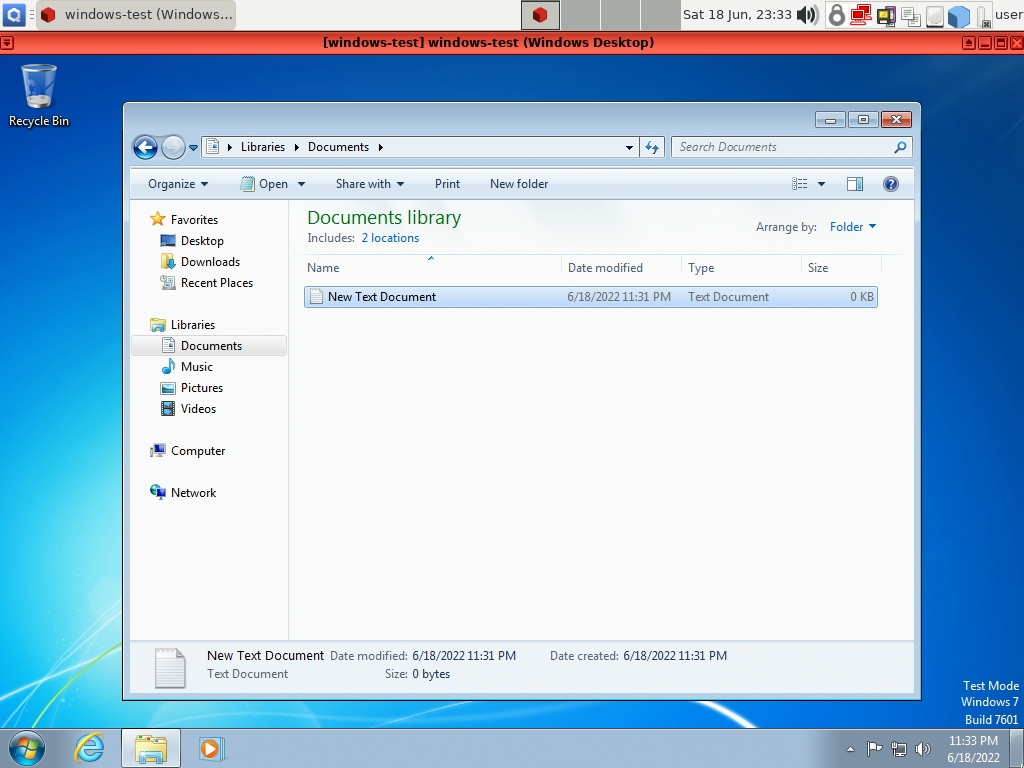 windows-test (Windows...
Sat 18 Jun, 23:33
user
[windows-test] windows-test (Windows Desktop)
Recycle Bin
Libraries
Documents
Search Documents
Organize
Open
Share with
Print
New folder
Favorites
Desktop
Downloads
Recent Places
Libraries
Documents
Music
Pictures
Videos
Computer
Network
Documents library
Includes: 2 locations
Arrange by: Folder
Name
Date modified
Type
Size
New Text Document
6/18/2022 11:31 PM
Text Document
0 KB
New Text Document Date modified: 6/18/2022 11:31 PM Date created: 6/18/2022 11:31 PM
Text Document Size: 0 bytes
Test Mode
Windows 7
Build 7601
11:33 PM
6/18/2022